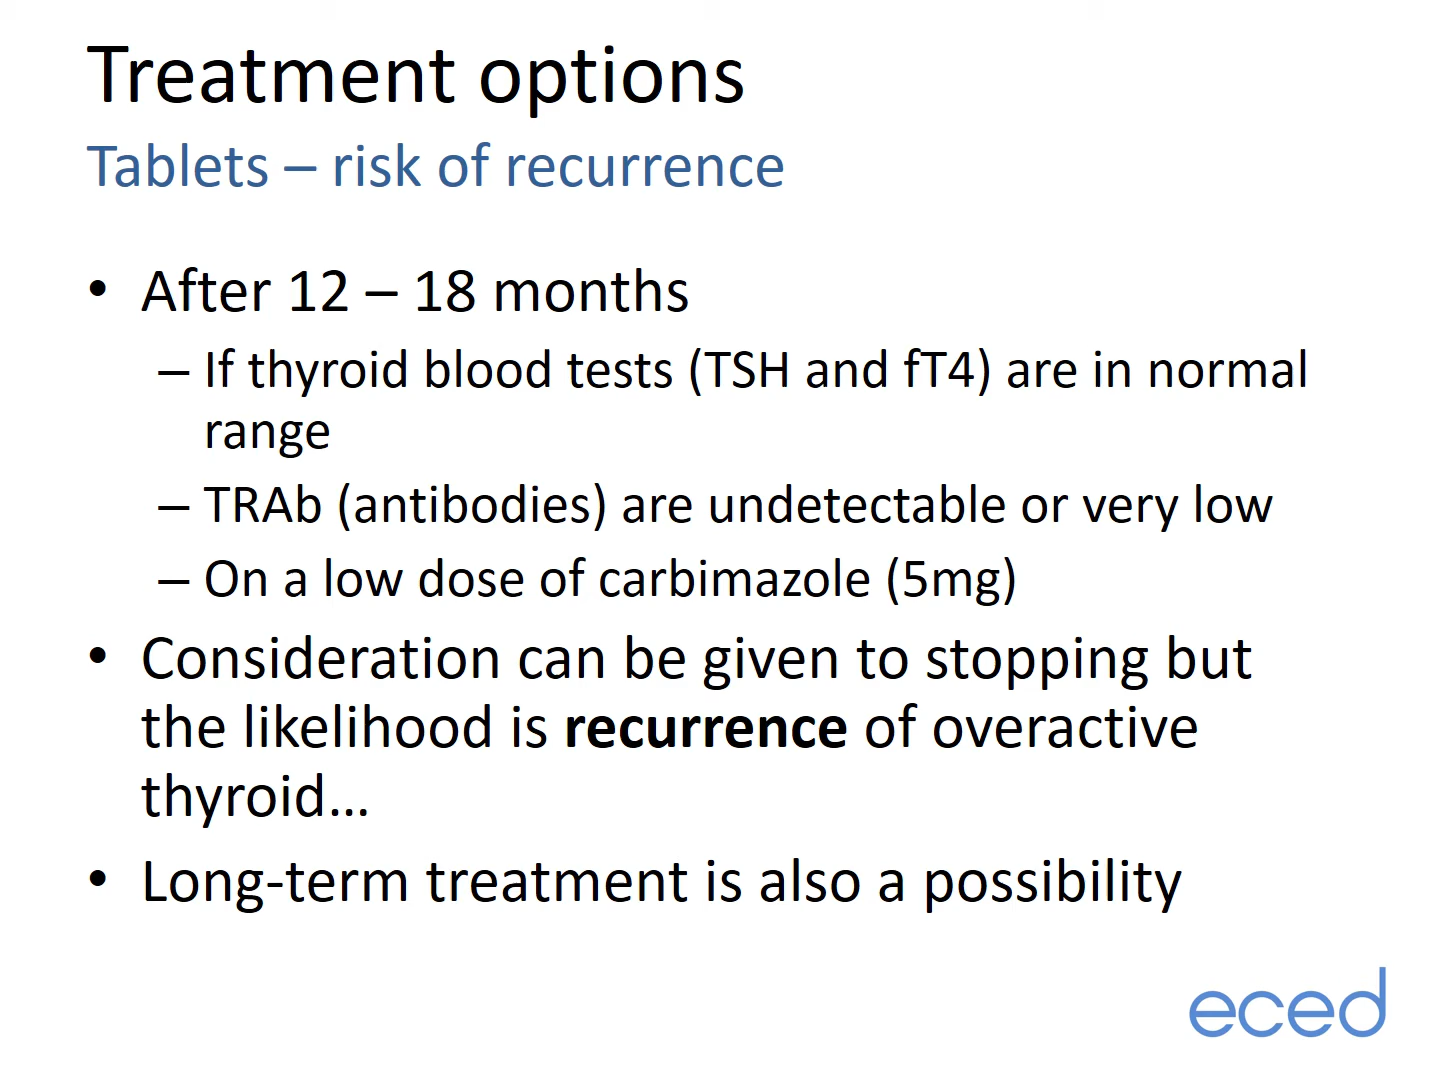 Treatment options
Tablets – risk of recurrence
• After 12 – 18 months
– If thyroid blood tests (TSH and fT4) are in normal
range
– TRAb (antibodies) are undetectable or very low
– On a low dose of carbimazole (5mg)
• Consideration can be given to stopping but
the likelihood is recurrence of overactive
thyroid...
• Long-term treatment is also a possibility
eced